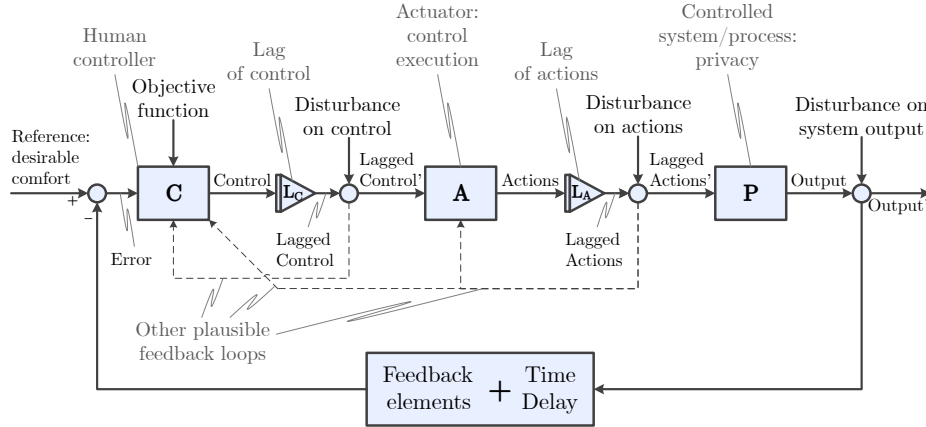 Human
controller
Objective
function
Lag
of control
Disturbance
on control
Actuator:
control
execution
Lag
of actions
Disturbance
on actions
Controlled
system/process:
privacy
Disturbance on
system output
Reference:
desirable
comfort
+
−
Error
C
Control
L_C
Lagged
Control
Lagged
Control'
A
Actions
L_A
Lagged
Actions
Lagged
Actions'
P
Output
Output'
Other plausible
feedback loops
Feedback
elements
+
Time
Delay